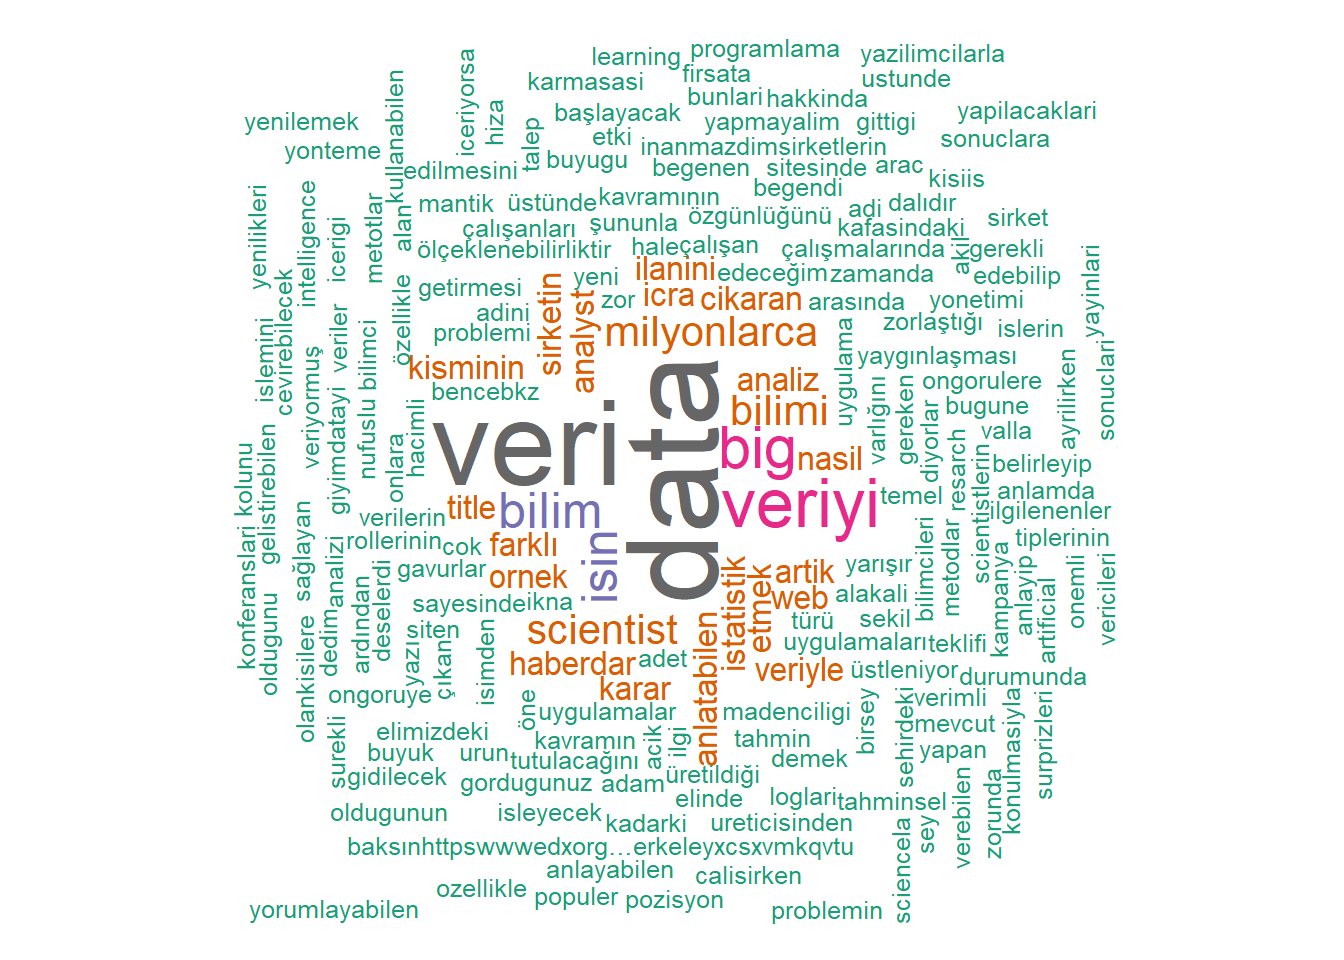 learning
programlama
yazilimcilarla
karmasasi
firsata
ustunde
bunlari
hakkinda
yapilacaklari
iceriyorsa
hiza
kullanabilen
yenilemek
başlayacak
yapmayalim
gittigi
talep
etki
inanmazdimsirketlerin
sonuclara
yonteme
edilmesini
buyugu
begenen
sitesinde
arac
kisiis
yenilikleri
intelligence
metotlar
mantik
üstünde
kavramının
begendi
adi
dalıdır
sirket
icerigi
alan
çalışanları
şununla
özgünlüğünü
kafasindaki
ölçeklenebilirliktir
hale
çalışan
çalışmalarında
akil
gerekli
cevirebilecek
getirmesi
sirketin
analyst
yeni
ilanini
edeceğim
zamanda
edebilip
yayinlari
adini
zor
icra
cikaran
arasında
yonetimi
islemini
veriyormuş
veriler
bilimci
özellikle
problemi
milyonlarca
uygulama
zorlaştığı
islerin
kisminin
yaygınlaşması
sonuclari
giyimdatayi
nufuslu
hacimli
bencebkz
analiz
varlığını
gereken
ongorulere
ayrilirken
veri
data
bilimi
diyorlar
bugune
onlara
big
nasil
resarch
scientistlerin
valla
belirleyip
kolunu
gelistirebilen
title
bilim
veriyi
temel
anlamda
ilgilenenler
konferanslari
sağlayan
analizi
verilerin
rollerinin
cok
farklı
isin
bilimcileri
metodlar
tiplerinin
gavurlar
ornek
istatistik
etmek
artik
yarışır
oldugunu
olankisilere
dedim
ardından
deselerdi
sayesinde
ikna
web
alakali
kampanya
anlayip
artificial
onemli
vericileri
yazı
siten
çıkan
isimden
scientist
anlatabilen
türü
sekil
uygulamaları
teklifi
haberdar
adet
veriyle
üstleniyor
durumunda
ongoruye
karar
öne
uygulamalar
acik
ilgi
madenciligi
birsey
sehirdeki
verimli
konulmasiyla
surprizleri
elimizdeki
kavramın
tahmin
mevcut
surekli
buyuk
urun
tutulacağını
demek
yapan
gidilecek
gordugunuz
adam
üretildiği
elinde
loglari
tahminsel
verebilen
zorunda
oldugunun
isleyecek
kadarki
ureticisinden
sciencela
sey
baksınhttpswwwedxorg…erkeleyxcsxvmkqvtu
anlayabilen
calisirken
ozellikle
populer
pozisyon
problemin
yorumlayabilen